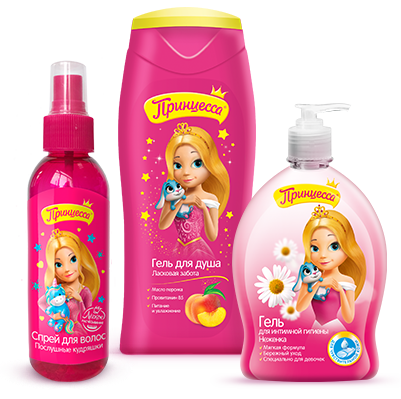 Принцесса
Спрей для волос
Послушные кудряшки
Принцесса
Гель для душа
Ласковая забота
Масло персика
Провитамин B5
Питание
и увлажнение
Принцесса
Гель
для интимной гигиены
Неженка
Мягкая формула
Бережный уход
Специально для девочек